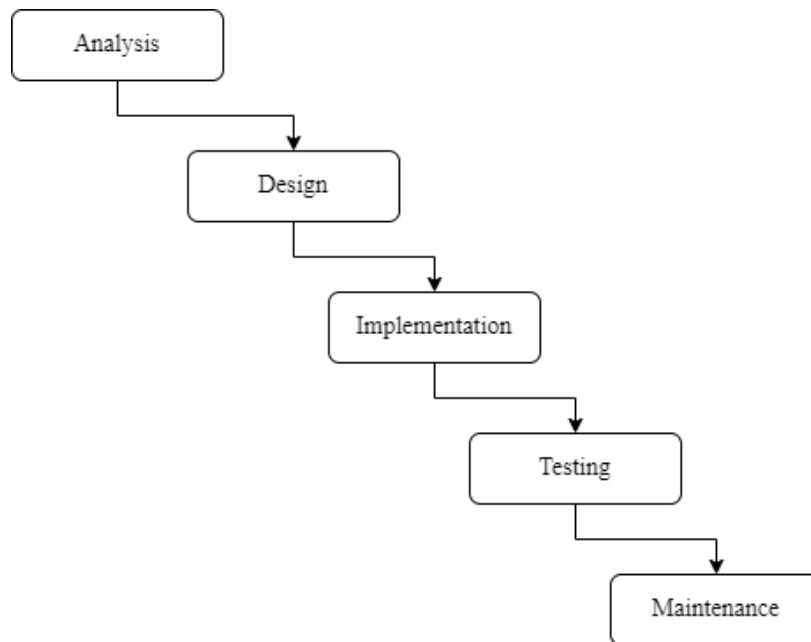 Analysis
Design
Implementation
Testing
Maintenance